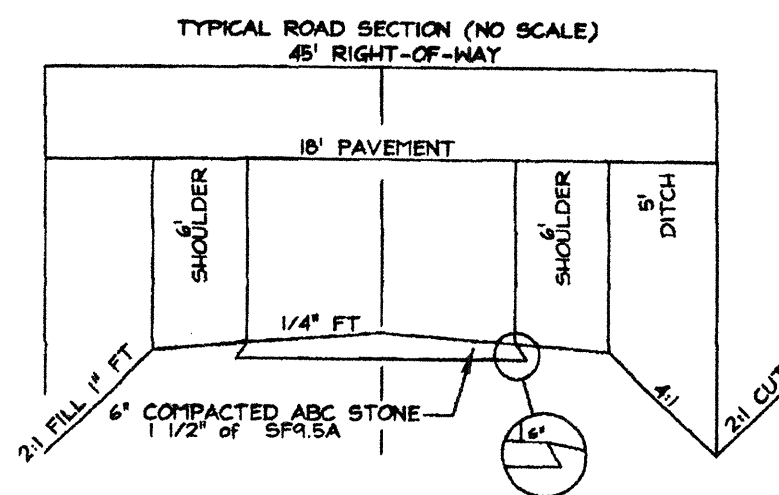 TYPICAL ROAD SECTION (NO SCALE)
45' RIGHT-OF-WAY
18' PAVEMENT
6'
SHOULDER
6'
SHOULDER
5'
DITCH
1/4" FT
2:1 FILL 1" FT
4:1
2:1 CUT
6" COMPACTED ABC STONE
1 1/2" of SF9.5A
6"